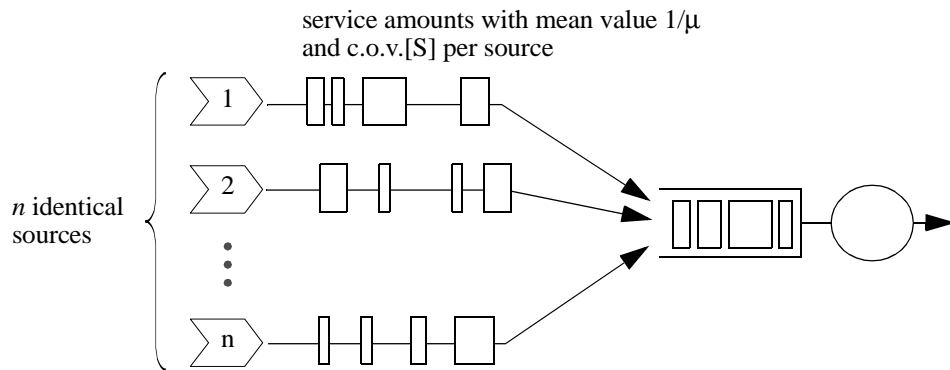 service amounts with mean value 1/μ
and c.o.v.[S] per source
1
2
n identical
sources
n